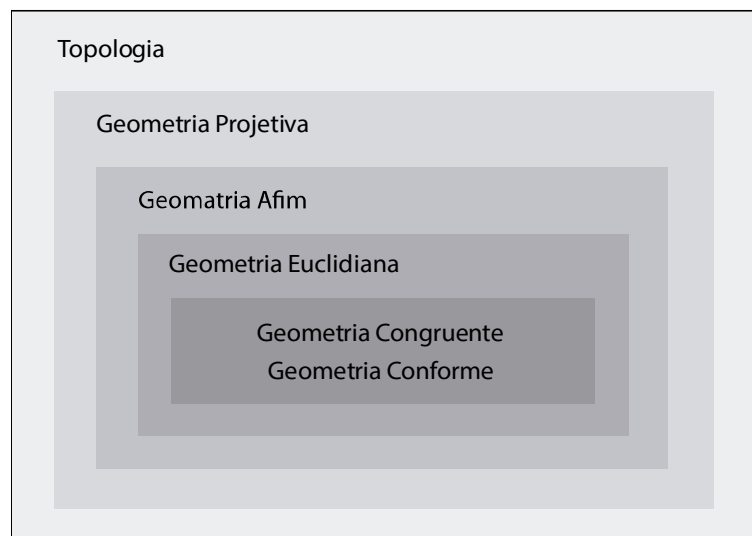 Topologia
Geometria Projetiva
Geomatria Afim
Geometria Euclidiana
Geometria Congruente
Geometria Conforme